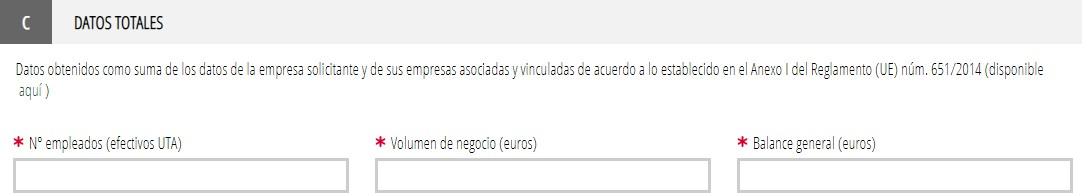 C DATOS TOTALES
Datos obtenidos como suma de los datos de la empresa solicitante y de sus empresas asociadas y vinculadas de acuerdo a lo establecido en el Anexo I del Reglamento (UE) núm. 651/2014 (disponible
aquí )
* Nº empleados (efectivos UTA) * Volumen de negocio (euros) * Balance general (euros)